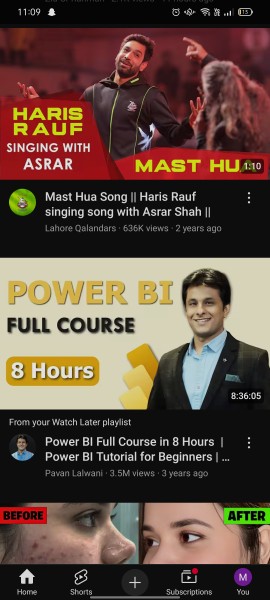 11:09
HARIS
RAUF
SINGING WITH
ASRAR
MAST HU
1:10
Mast Hua Song || Haris Rauf
singing song with Asrar Shah ||
Lahore Qalandars · 636K views · 2 years ago
POWER BI
FULL COURSE
8 Hours
8:36:05
From your Watch Later playlist
Power BI Full Course in 8 Hours |
Power BI Tutorial for Beginners | ...
Pavan Lalwani · 3.5M views · 3 years ago
BEFORE
AFTER
Home
Shorts
Subscriptions
M
You